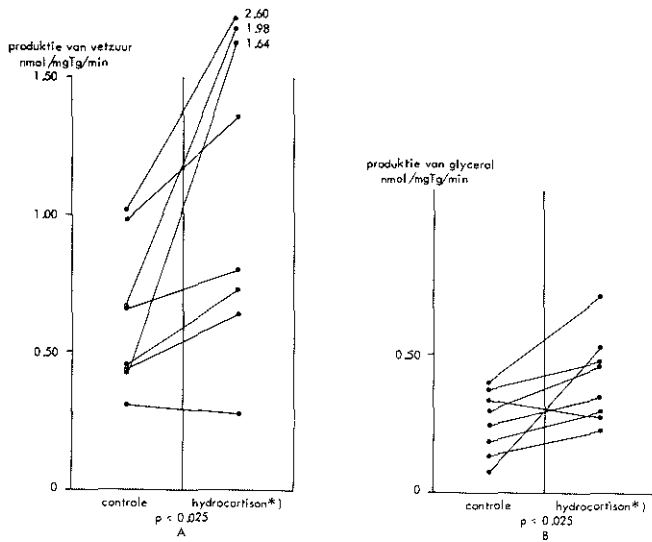 produktie van vetzuur
nmol/mgTg/min
1.50
1.00
0.50
0
2.60
1.98
1.64
controle
hydrocortison*)
p < 0.025
A
produktie van glycerol
nmol/mgTg/min
0.50
0
controle
hydrocortison*)
p < 0.025
B